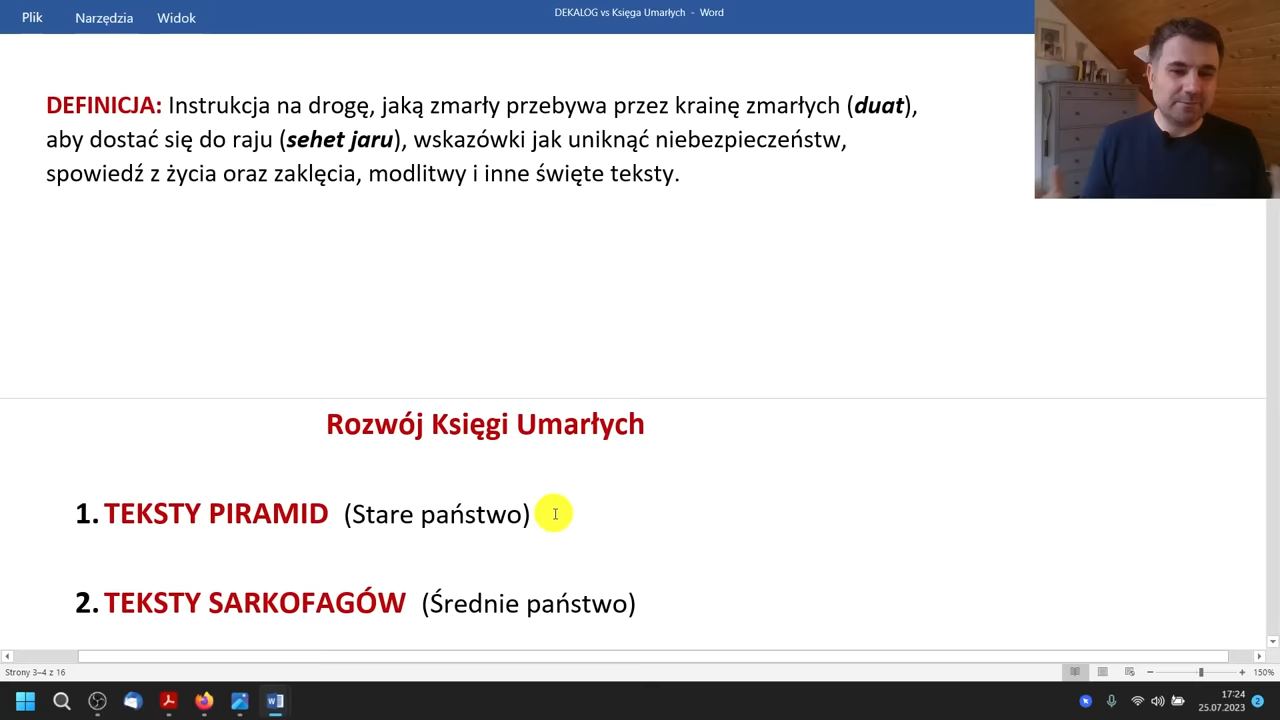 Plik Narzędzia Widok
DEKALOG vs Księga Umarłych - Word
DEFINICJA: Instrukcja na drogę, jaką zmarły przebywa przez krainę zmarłych (duat),
aby dostać się do raju (sehet jaru), wskazówki jak uniknąć niebezpieczeństw,
spowiedź z życia oraz zaklęcia, modlitwy i inne święte teksty.
Rozwój Księgi Umarłych
1. TEKSTY PIRAMID (Stare państwo)
2. TEKSTY SARKOFAGÓW (Średnie państwo)
Strony 3–4 z 16
150%
17:24
25.07.2023
2